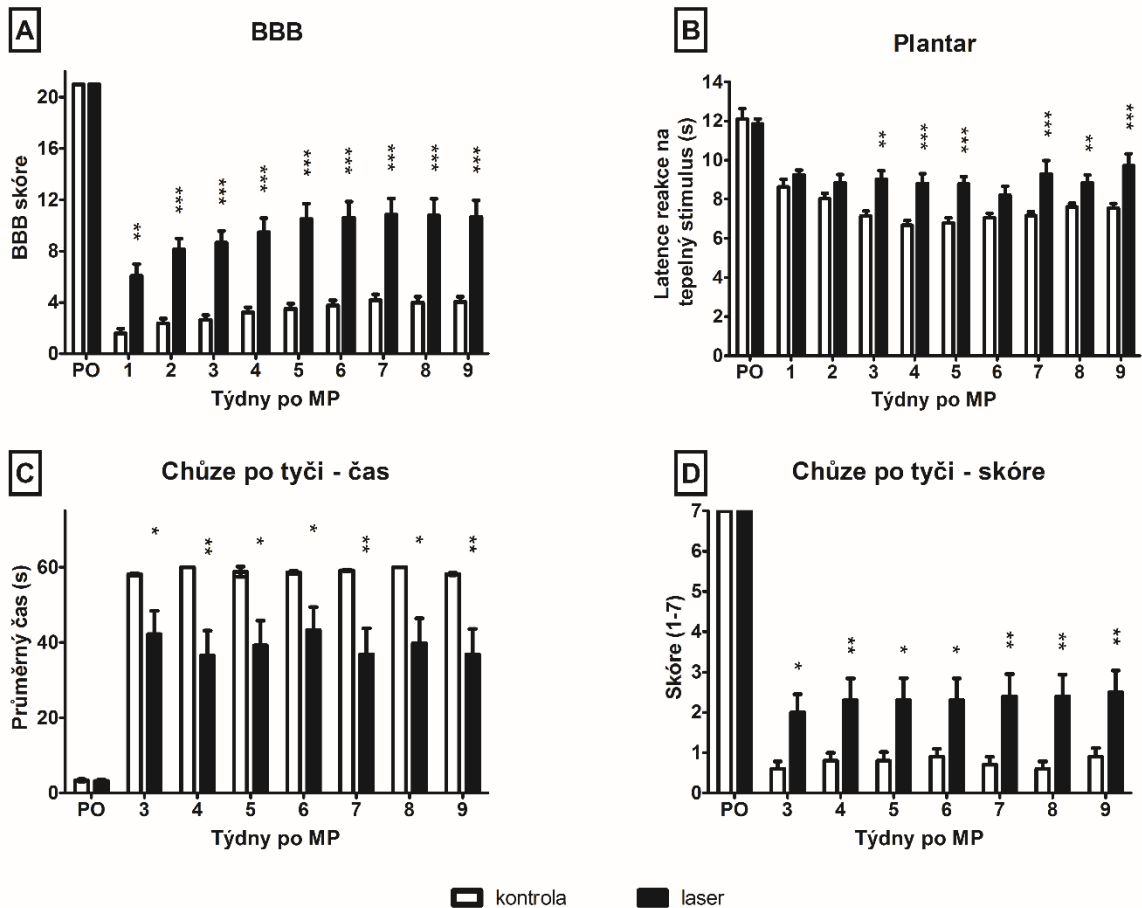 A
BBB
BBB skóre
20
16
12
8
4
0
** *** *** *** *** *** *** *** ***
PO 1 2 3 4 5 6 7 8 9
Týdny po MP
B
Plantar
Latence reakce na
tepelný stimulus (s)
14
12
10
8
6
4
2
0
** *** *** *** ** ***
PO 1 2 3 4 5 6 7 8 9
Týdny po MP
C
Chůze po tyči - čas
Průměrný čas (s)
60
40
20
0
* ** * * ** * **
PO 3 4 5 6 7 8 9
Týdny po MP
D
Chůze po tyči - skóre
Skóre (1-7)
7
6
5
4
3
2
1
0
* ** * * ** ** **
PO 3 4 5 6 7 8 9
Týdny po MP
kontrola laser